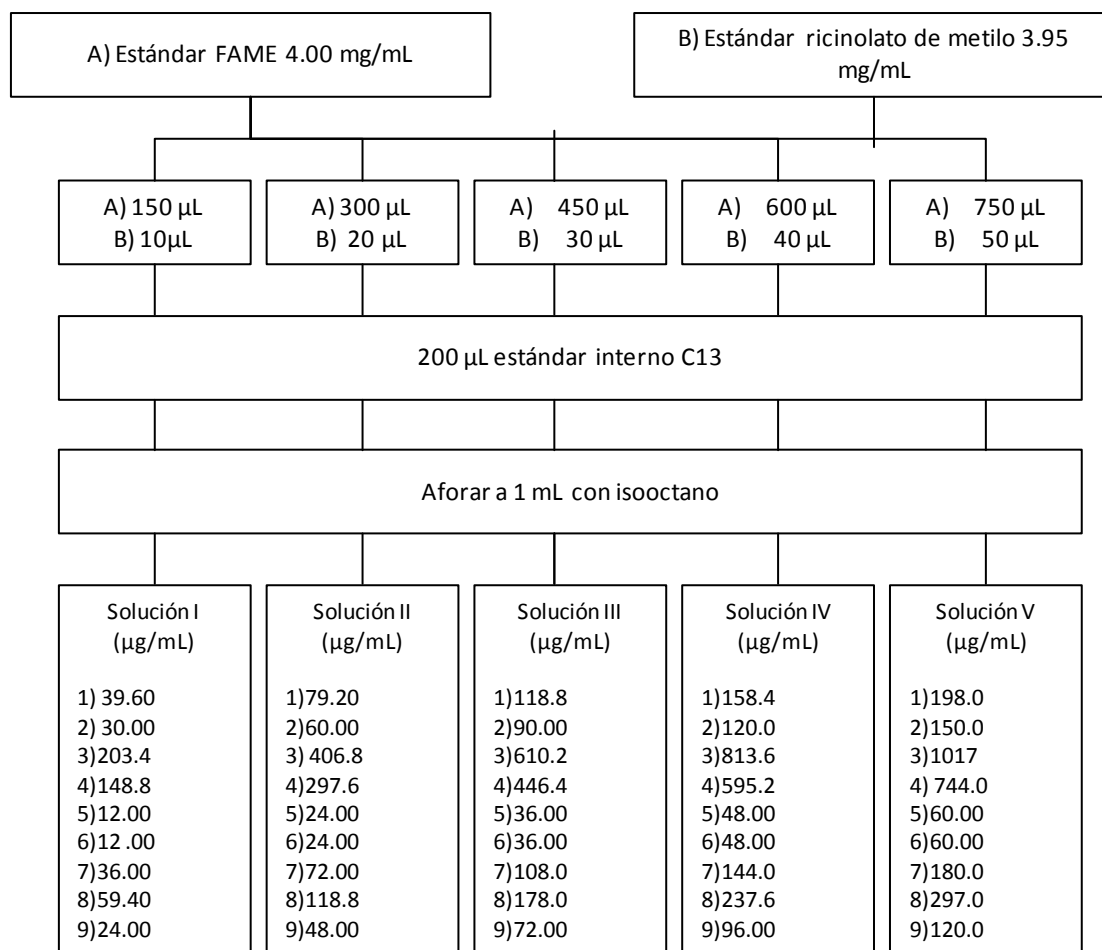 A) Estándar FAME 4.00 mg/mL
B) Estándar ricinolato de metilo 3.95
mg/mL
A) 150 µL
B) 10µL
A) 300 µL
B) 20 µL
A) 450 µL
B) 30 µL
A) 600 µL
B) 40 µL
A) 750 µL
B) 50 µL
200 µL estándar interno C13
Aforar a 1 mL con isooctano
Solución I
(µg/mL)
1) 39.60
2) 30.00
3)203.4
4)148.8
5)12.00
6)12 .00
7)36.00
8)59.40
9)24.00
Solución II
(µg/mL)
1)79.20
2)60.00
3) 406.8
4)297.6
5)24.00
6)24.00
7)72.00
8)118.8
9)48.00
Solución III
(µg/mL)
1)118.8
2)90.00
3)610.2
4)446.4
5)36.00
6)36.00
7)108.0
8)178.0
9)72.00
Solución IV
(µg/mL)
1)158.4
2)120.0
3)813.6
4)595.2
5)48.00
6)48.00
7)144.0
8)237.6
9)96.00
Solución V
(µg/mL)
1)198.0
2)150.0
3)1017
4) 744.0
5)60.00
6)60.00
7)180.0
8)297.0
9)120.0